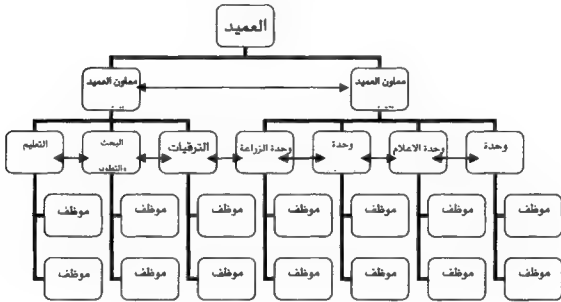 العميد
معاون العميد
معاون العميد
وحدة
وحدة الاعلام
وحدة
وحدة الزراعة
الترقيات
البحث
والتطوير
التعليم
موظف
موظف
موظف
موظف
موظف
موظف
موظف
موظف
موظف
موظف
موظف
موظف
موظف
موظف